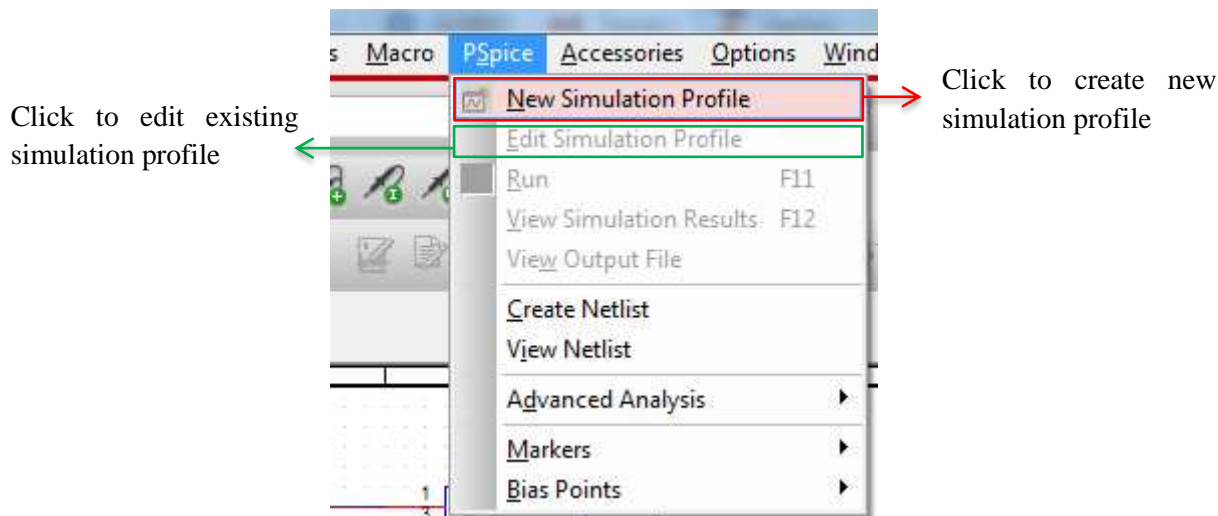 Macro PSpice Accessories Options Wind
New Simulation Profile
Edit Simulation Profile
Run F11
View Simulation Results F12
View Output File
Create Netlist
View Netlist
Advanced Analysis
Markers
Bias Points
1
3
Click to edit existing
simulation profile
Click to create new
simulation profile